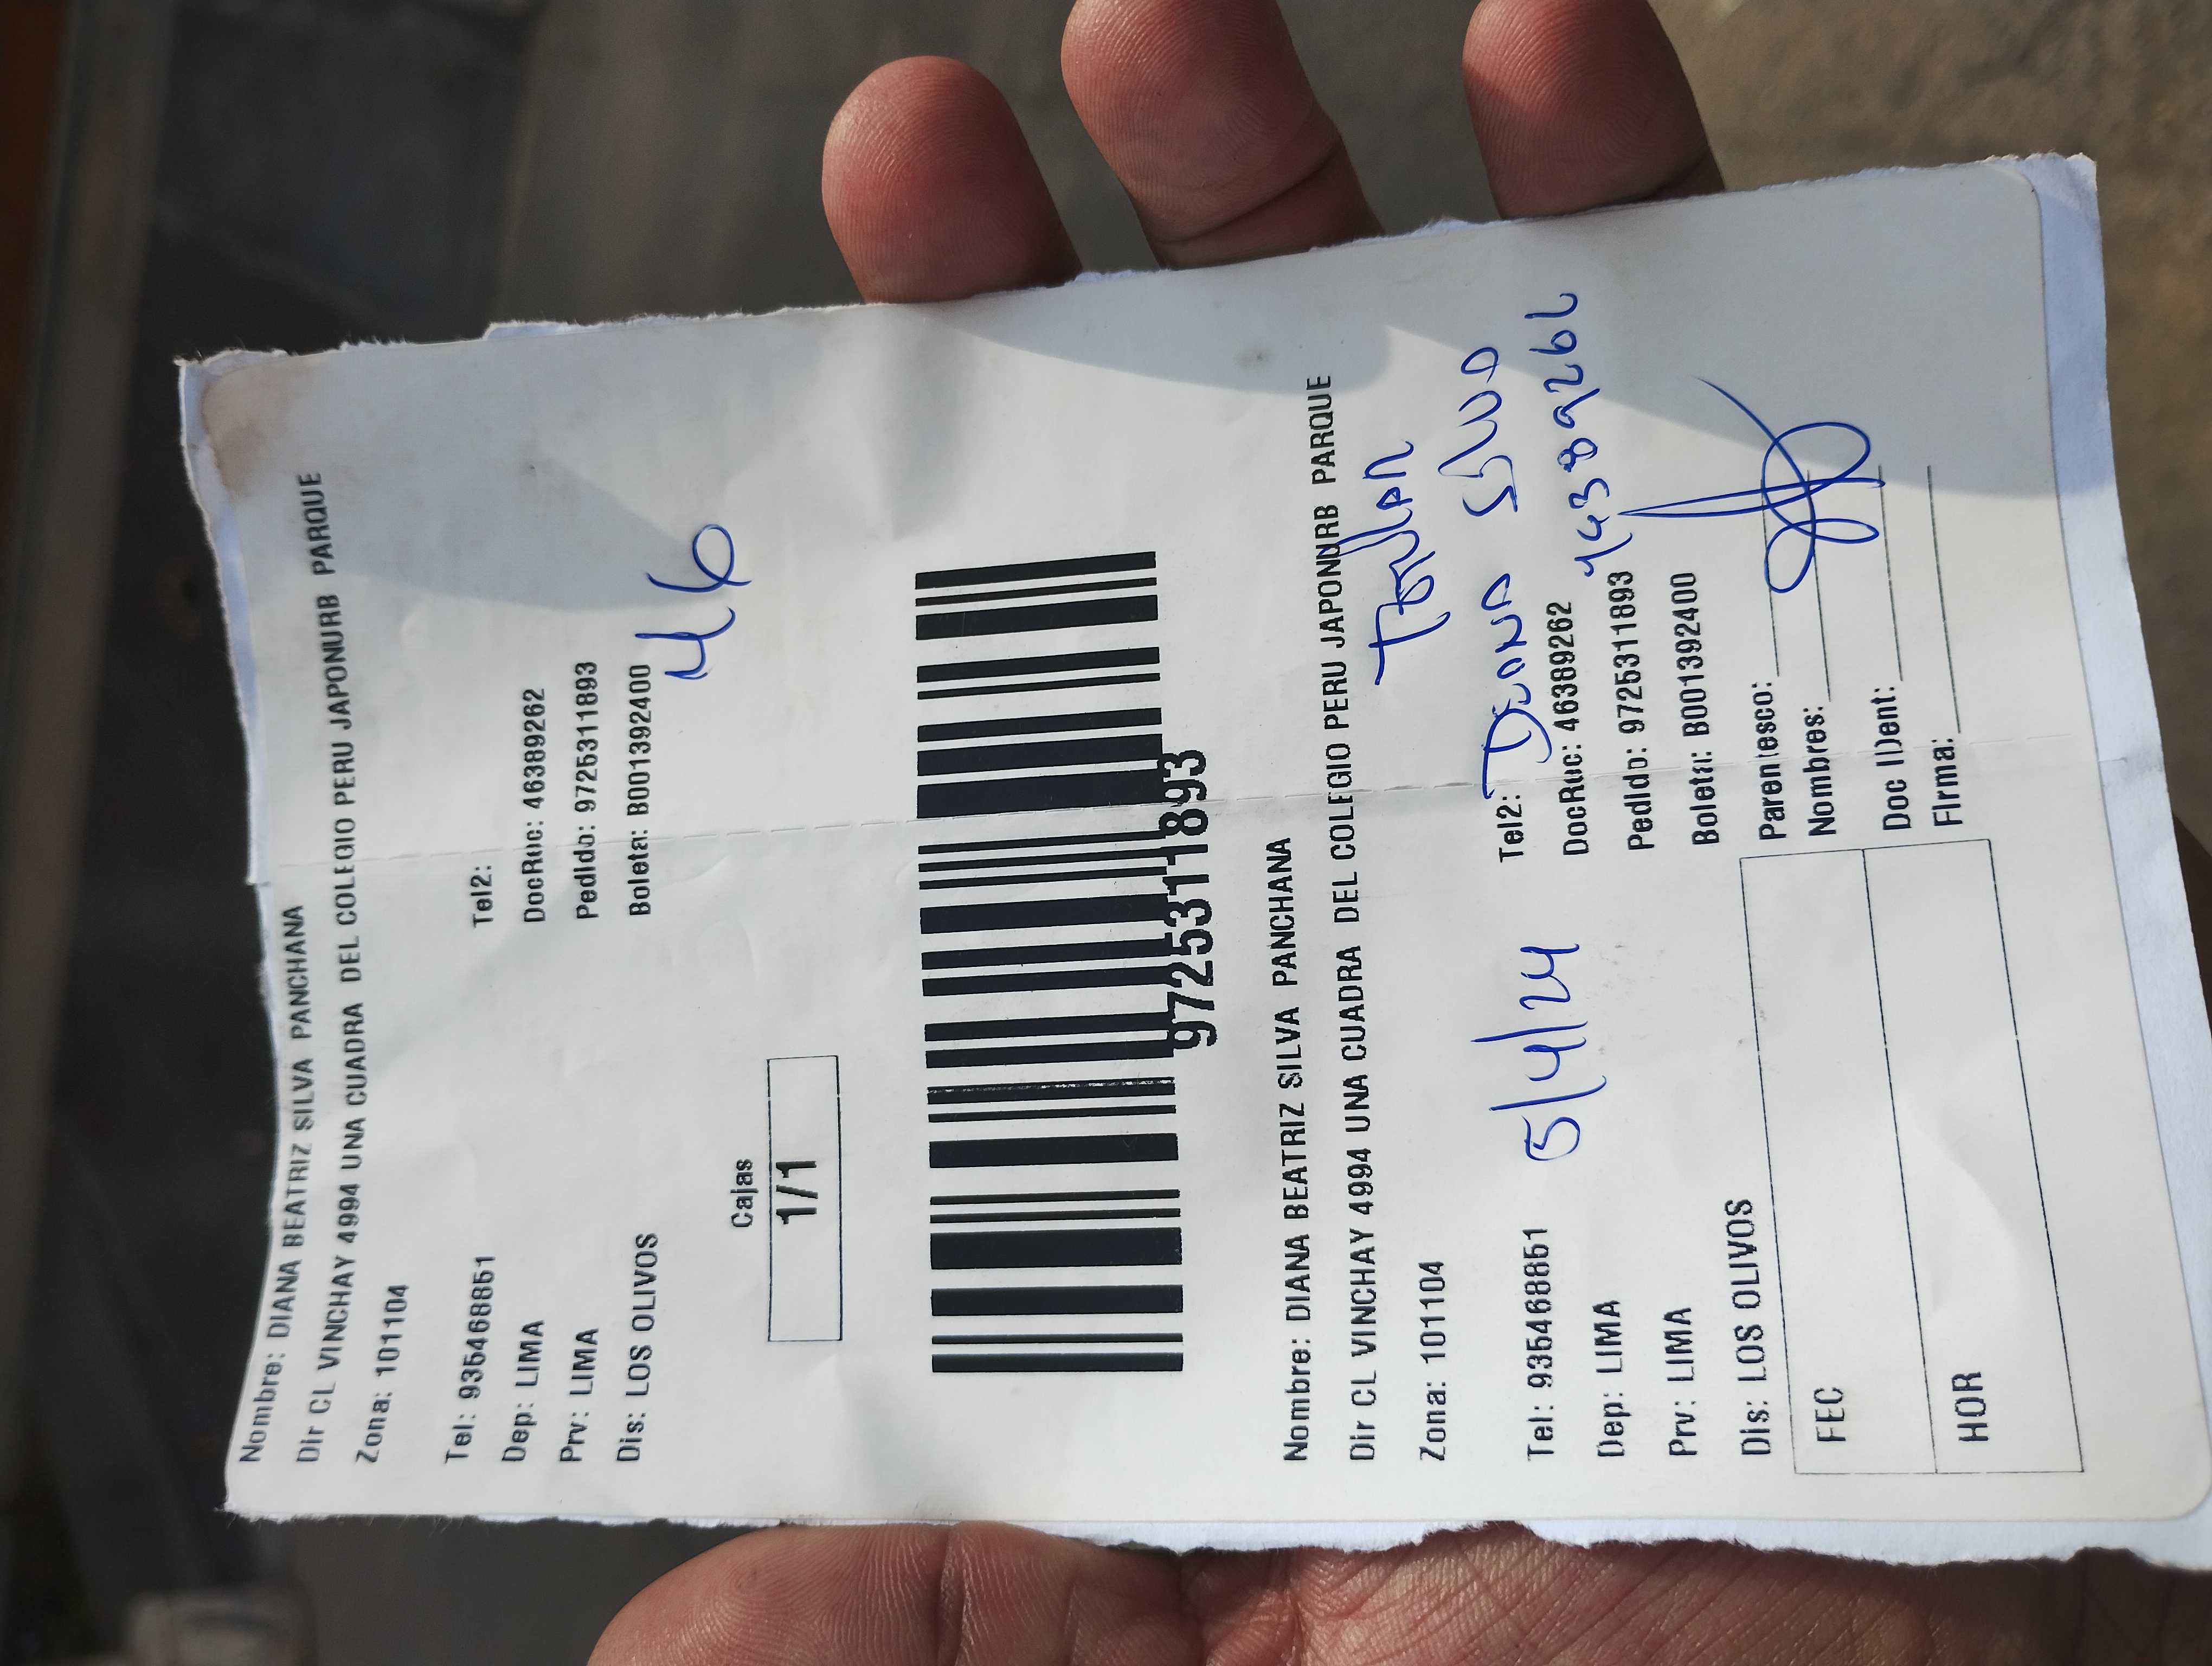 Nombre: DIANA BEATRIZ SILVA PANCHANA
Dir CL VINCHAY 4994 UNA CUADRA DEL COLEGIO PERU JAPONURB PARQUE
Zona: 101104
Tel: 935468851 Tel2:
Dep: LIMA DocRuc: 46389262
Prv: LIMA Pedido: 97253111893
Dis: LOS OLIVOS Boleta: B001392400
46
Cajas
1/1
97253111893
Nombre: DIANA BEATRIZ SILVA PANCHANA
Dir CL VINCHAY 4994 UNA CUADRA DEL COLEGIO PERU JAPONURB PARQUE
Zona: 101104
Tel: 935468851 5/4/24 Tel2:
Dep: LIMA DocRuc: 46389262
Prv: LIMA Pedido: 97253111893
Dis: LOS OLIVOS Boleta: B001392400
FEC Parentesco:
Nombres:
HOR Doc IDent:
Firma: